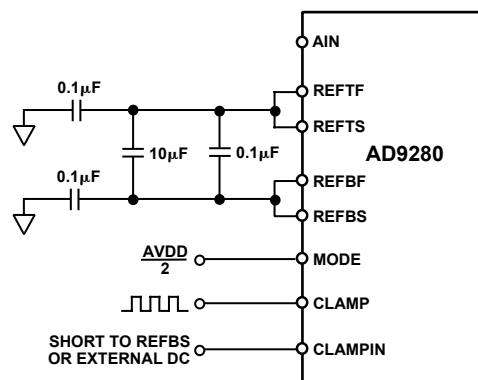 AIN
0.1µF
REFTF
REFTS
10µF
0.1µF
AD9280
0.1µF
REFBF
REFBS
AVDD
2
MODE
CLAMP
SHORT TO REFBS
OR EXTERNAL DC
CLAMPIN